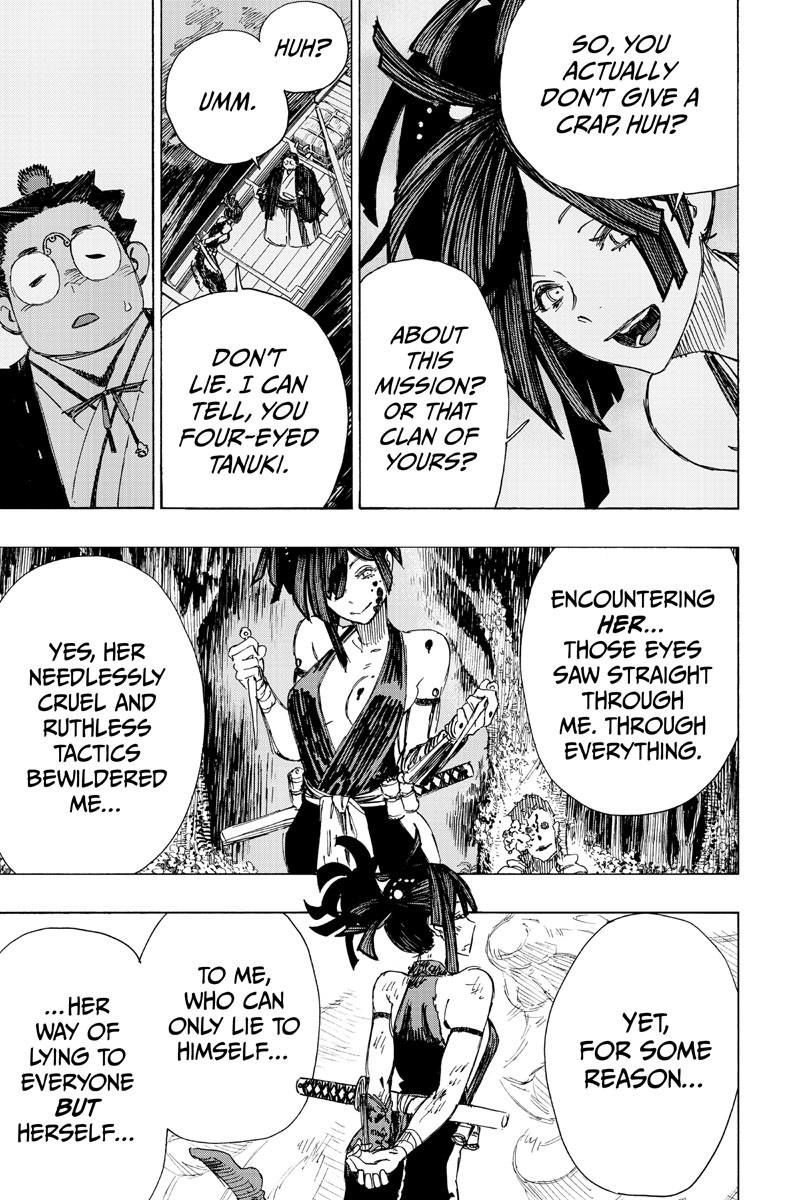 SO, YOU
ACTUALLY
DON'T GIVE A
CRAP, HUH?
ABOUT
THIS
MISSION?
OR THAT
CLAN OF
YOURS?
HUH?
UMM.
DON'T
LIE. I CAN
TELL, YOU
FOUR-EYED
TANUKI.
ENCOUNTERING
HER...
THOSE EYES
SAW STRAIGHT
THROUGH
ME. THROUGH
EVERYTHING.
YES, HER
NEEDLESSLY
CRUEL AND
RUTHLESS
TACTICS
BEWILDERED
ME...
YET,
FOR SOME
REASON...
TO ME,
WHO CAN
ONLY LIE TO
HIMSELF...
...HER
WAY OF
LYING TO
EVERYONE
BUT
HERSELF...